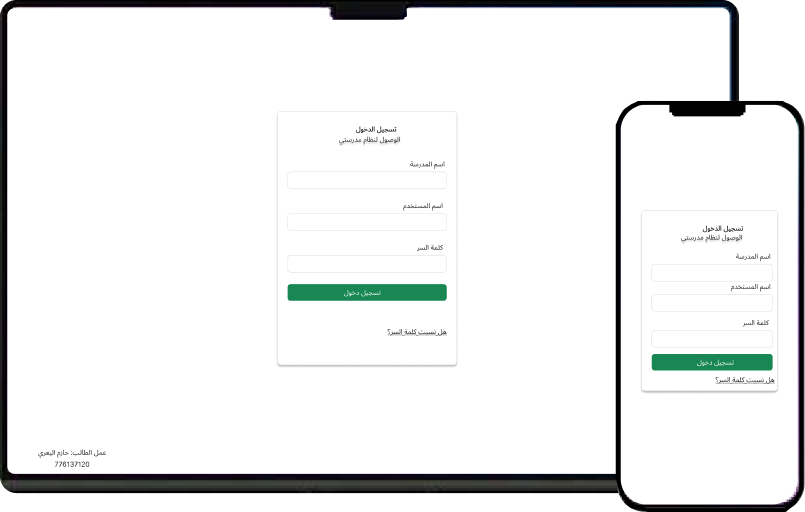 تسجيل الدخول
الوصول لنظام مدرستي
اسم المدرسة
اسم المستخدم
كلمة السر
تسجيل دخول
هل نسيت كلمة السر؟
عمل الطالب: حازم اليعري
776137120
تسجيل الدخول
الوصول لنظام مدرستي
اسم المدرسة
اسم المستخدم
كلمة السر
تسجيل دخول
هل نسيت كلمة السر؟